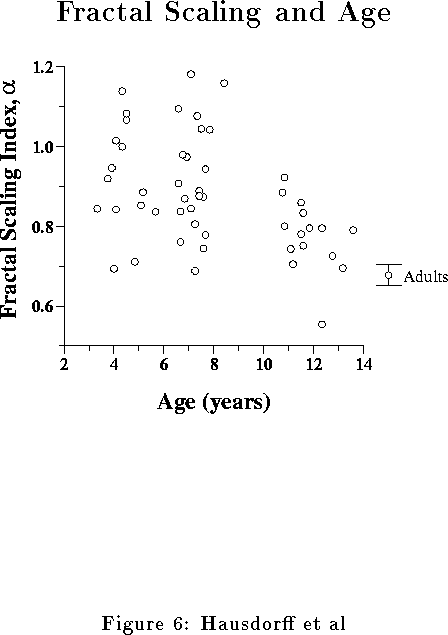 Fractal Scaling and Age
Fractal Scaling Index, α
1.2
1.0
0.8
0.6
2 4 6 8 10 12 14
Adults
Age (years)
Figure 6: Hausdorff et al